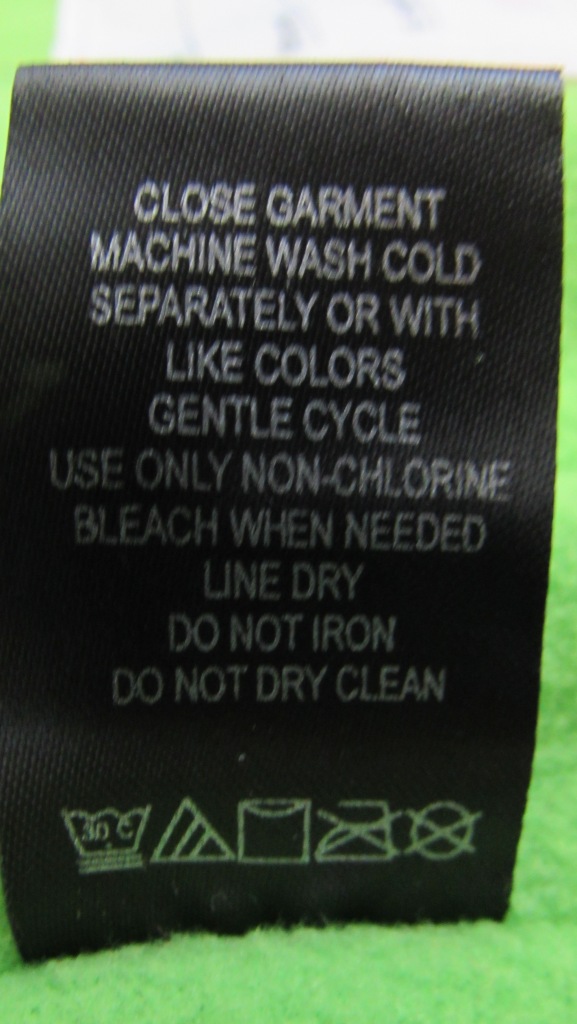 CLOSE GARMENT
MACHINE WASH COLD
SEPARATELY OR WITH
LIKE COLORS
GENTLE CYCLE
USE ONLY NON-CHLORINE
BLEACH WHEN NEEDED
LINE DRY
DO NOT IRON
DO NOT DRY CLEAN
30 C